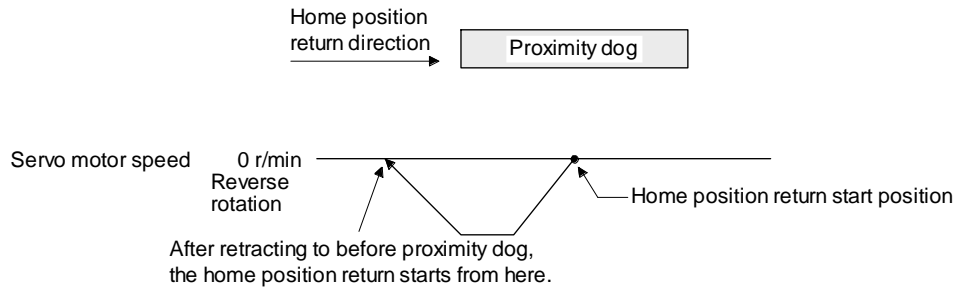 Home position
return direction
Proximity dog
Servo motor speed 0 r/min
Reverse
rotation
Home position return start position
After retracting to before proximity dog,
the home position return starts from here.